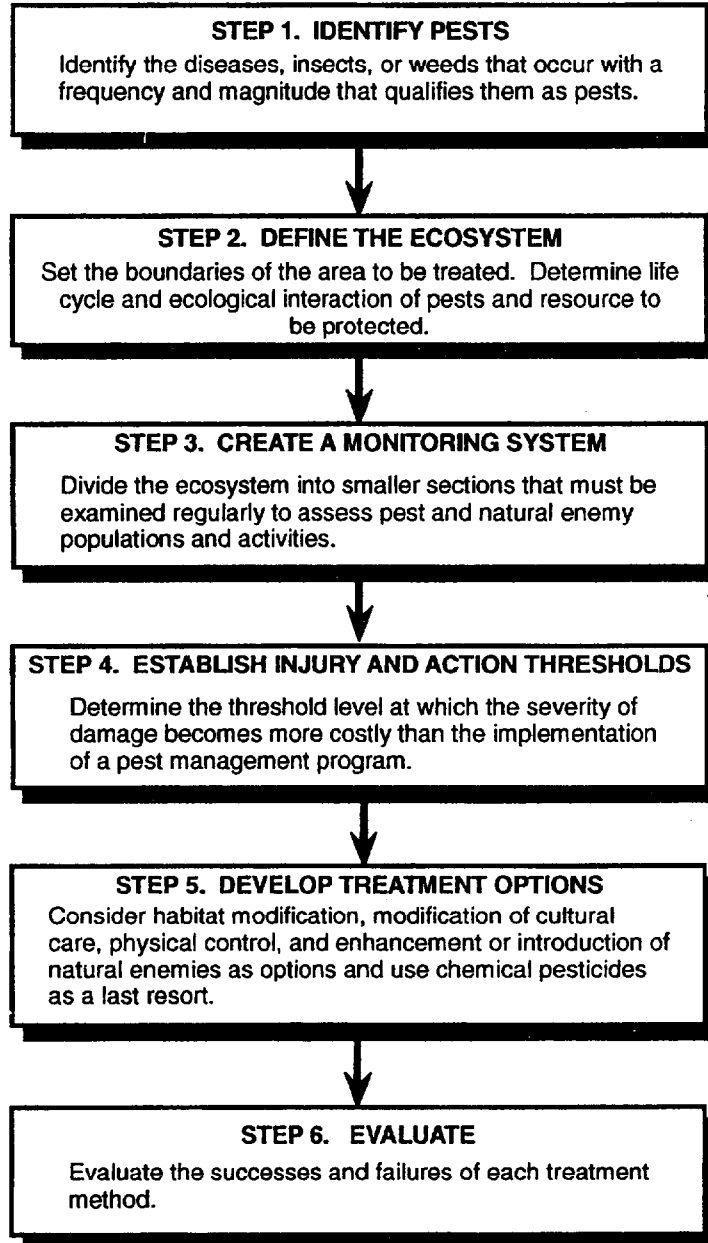 STEP 1. IDENTIFY PESTS
Identify the diseases, insects, or weeds that occur with a
frequency and magnitude that qualifies them as pests.
STEP 2. DEFINE THE ECOSYSTEM
Set the boundaries of the area to be treated. Determine life
cycle and ecological interaction of pests and resource to
be protected.
STEP 3. CREATE A MONITORING SYSTEM
Divide the ecosystem into smaller sections that must be
examined regularly to assess pest and natural enemy
populations and activities.
STEP 4. ESTABLISH INJURY AND ACTION THRESHOLDS
Determine the threshold level at which the severity of
damage becomes more costly than the implementation
of a pest management program.
STEP 5. DEVELOP TREATMENT OPTIONS
Consider habitat modification, modification of cultural
care, physical control, and enhancement or introduction of
natural enemies as options and use chemical pesticides
as a last resort.
STEP 6. EVALUATE
Evaluate the successes and failures of each treatment
method.